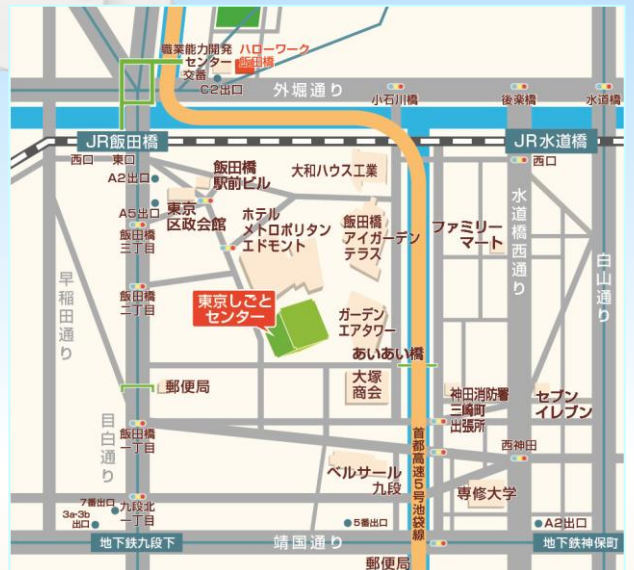 職業能力開発
センター
ハローワーク
飯田橋
交番
C2出口
外堀通り
小石川橋
後楽橋
水道橋
JR飯田橋
JR水道橋
西口
東口
西口
A2出口
飯田橋
駅前ビル
大和ハウス工業
A5出口
東京
区政会館
ホテル
メトロポリタン
エドモント
飯田橋
アイガーデン
テラス
ファミリー
マート
水道橋西通り
白山通り
飯田橋
三丁目
早稲田通り
飯田橋
二丁目
東京しごと
センター
ガーデン
エアタワー
あいあい橋
郵便局
大塚
商会
神田消防署
三崎町
出張所
セブン
イレブン
目白通り
飯田橋
一丁目
首都高速5号池袋線
西神田
ベルサール
九段
専修大学
7番出口
3a·3b
出口
九段北
一丁目
5番出口
A2出口
地下鉄九段下
靖国通り
地下鉄神保町
郵便局